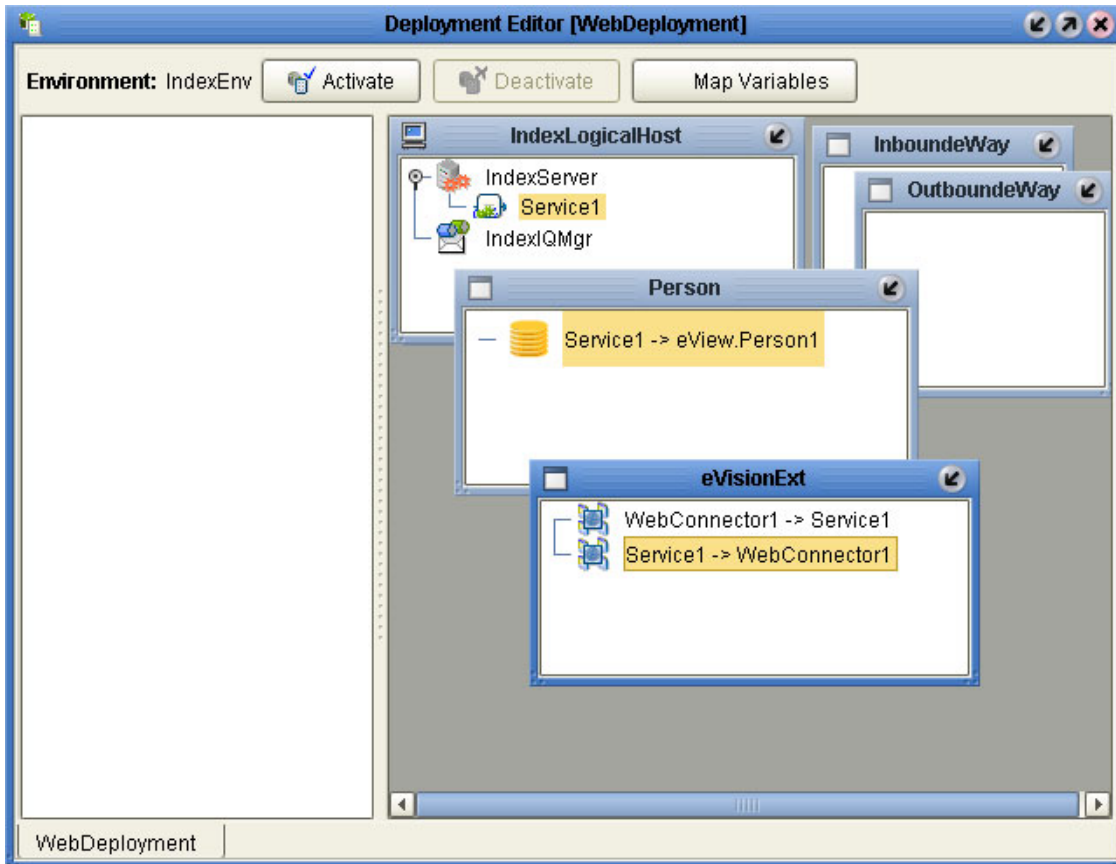 Deployment Editor [WebDeployment]
Environment: IndexEnv Activate Deactivate Map Variables
IndexLogicalHost
IndexServer
Service1
IndexIQMgr
InboundeWay
OutboundeWay
Person
Service1 -> eView.Person1
eVisionExt
WebConnector1 -> Service1
Service1 -> WebConnector1
WebDeployment